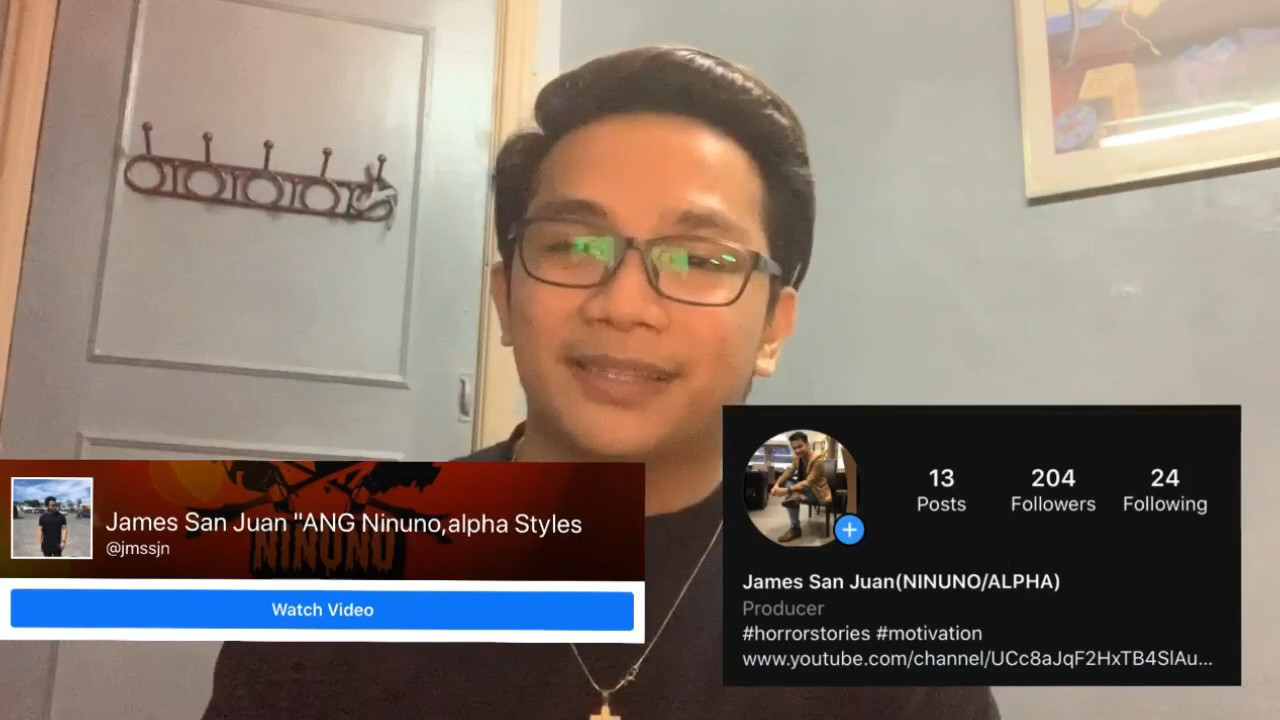 James San Juan "ANG Ninuno,alpha Styles
@jmssjn
NINUNO
Watch Video
13 204 24
Posts Followers Following
James San Juan(NINUNO/ALPHA)
Producer
#horrorstories #motivation
www.youtube.com/channel/UCc8aJqF2HxTB4SlAu...